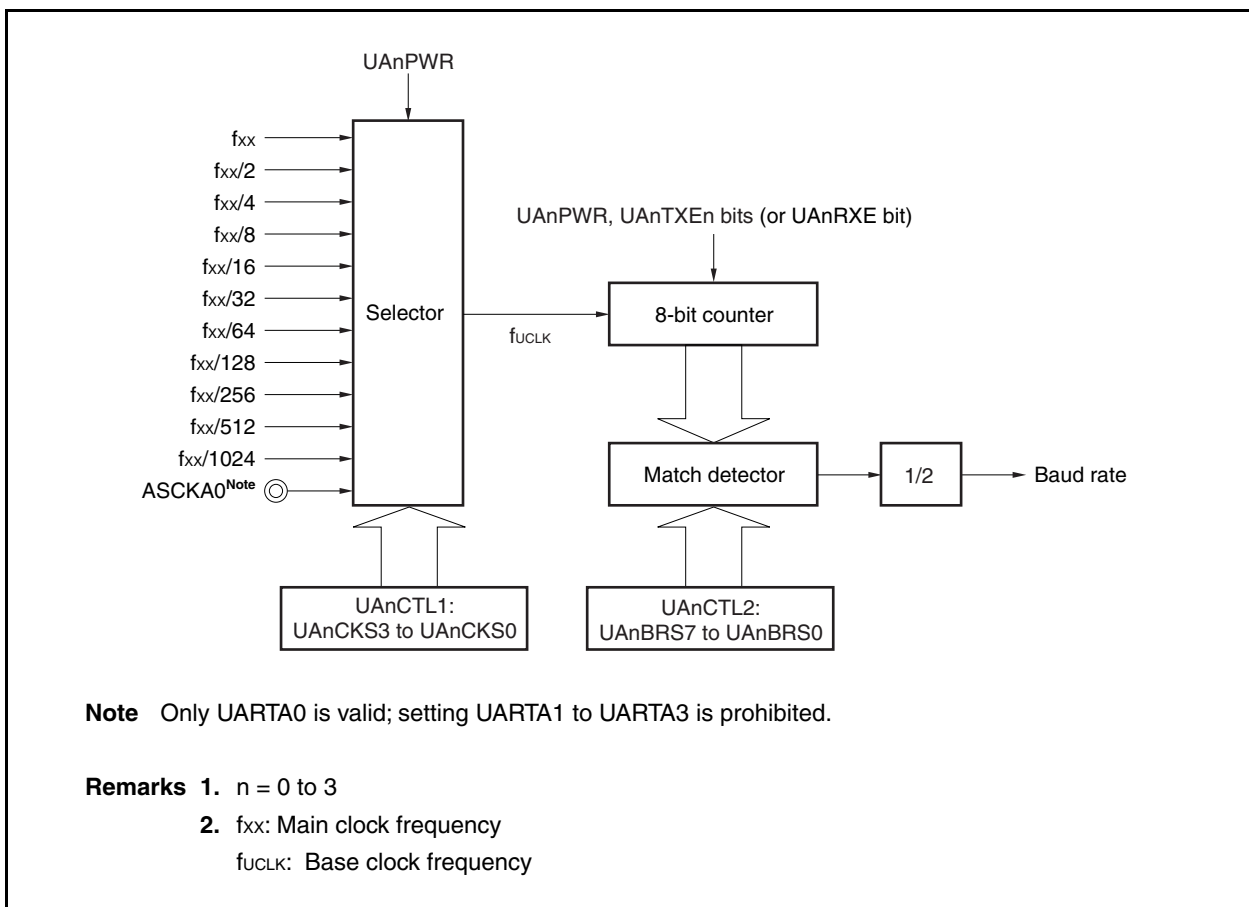 UAnPWR
fxx
fxx/2
fxx/4
fxx/8
fxx/16
fxx/32
fxx/64
fxx/128
fxx/256
fxx/512
fxx/1024
ASCKA0Note
Selector
fUCLK
UAnPWR, UAnTXEn bits (or UAnRXE bit)
8-bit counter
Match detector
1/2
Baud rate
UAnCTL1:
UAnCKS3 to UAnCKS0
UAnCTL2:
UAnBRS7 to UAnBRS0
Note Only UARTA0 is valid; setting UARTA1 to UARTA3 is prohibited.
Remarks 1. n = 0 to 3
2. fxx: Main clock frequency
fUCLK: Base clock frequency